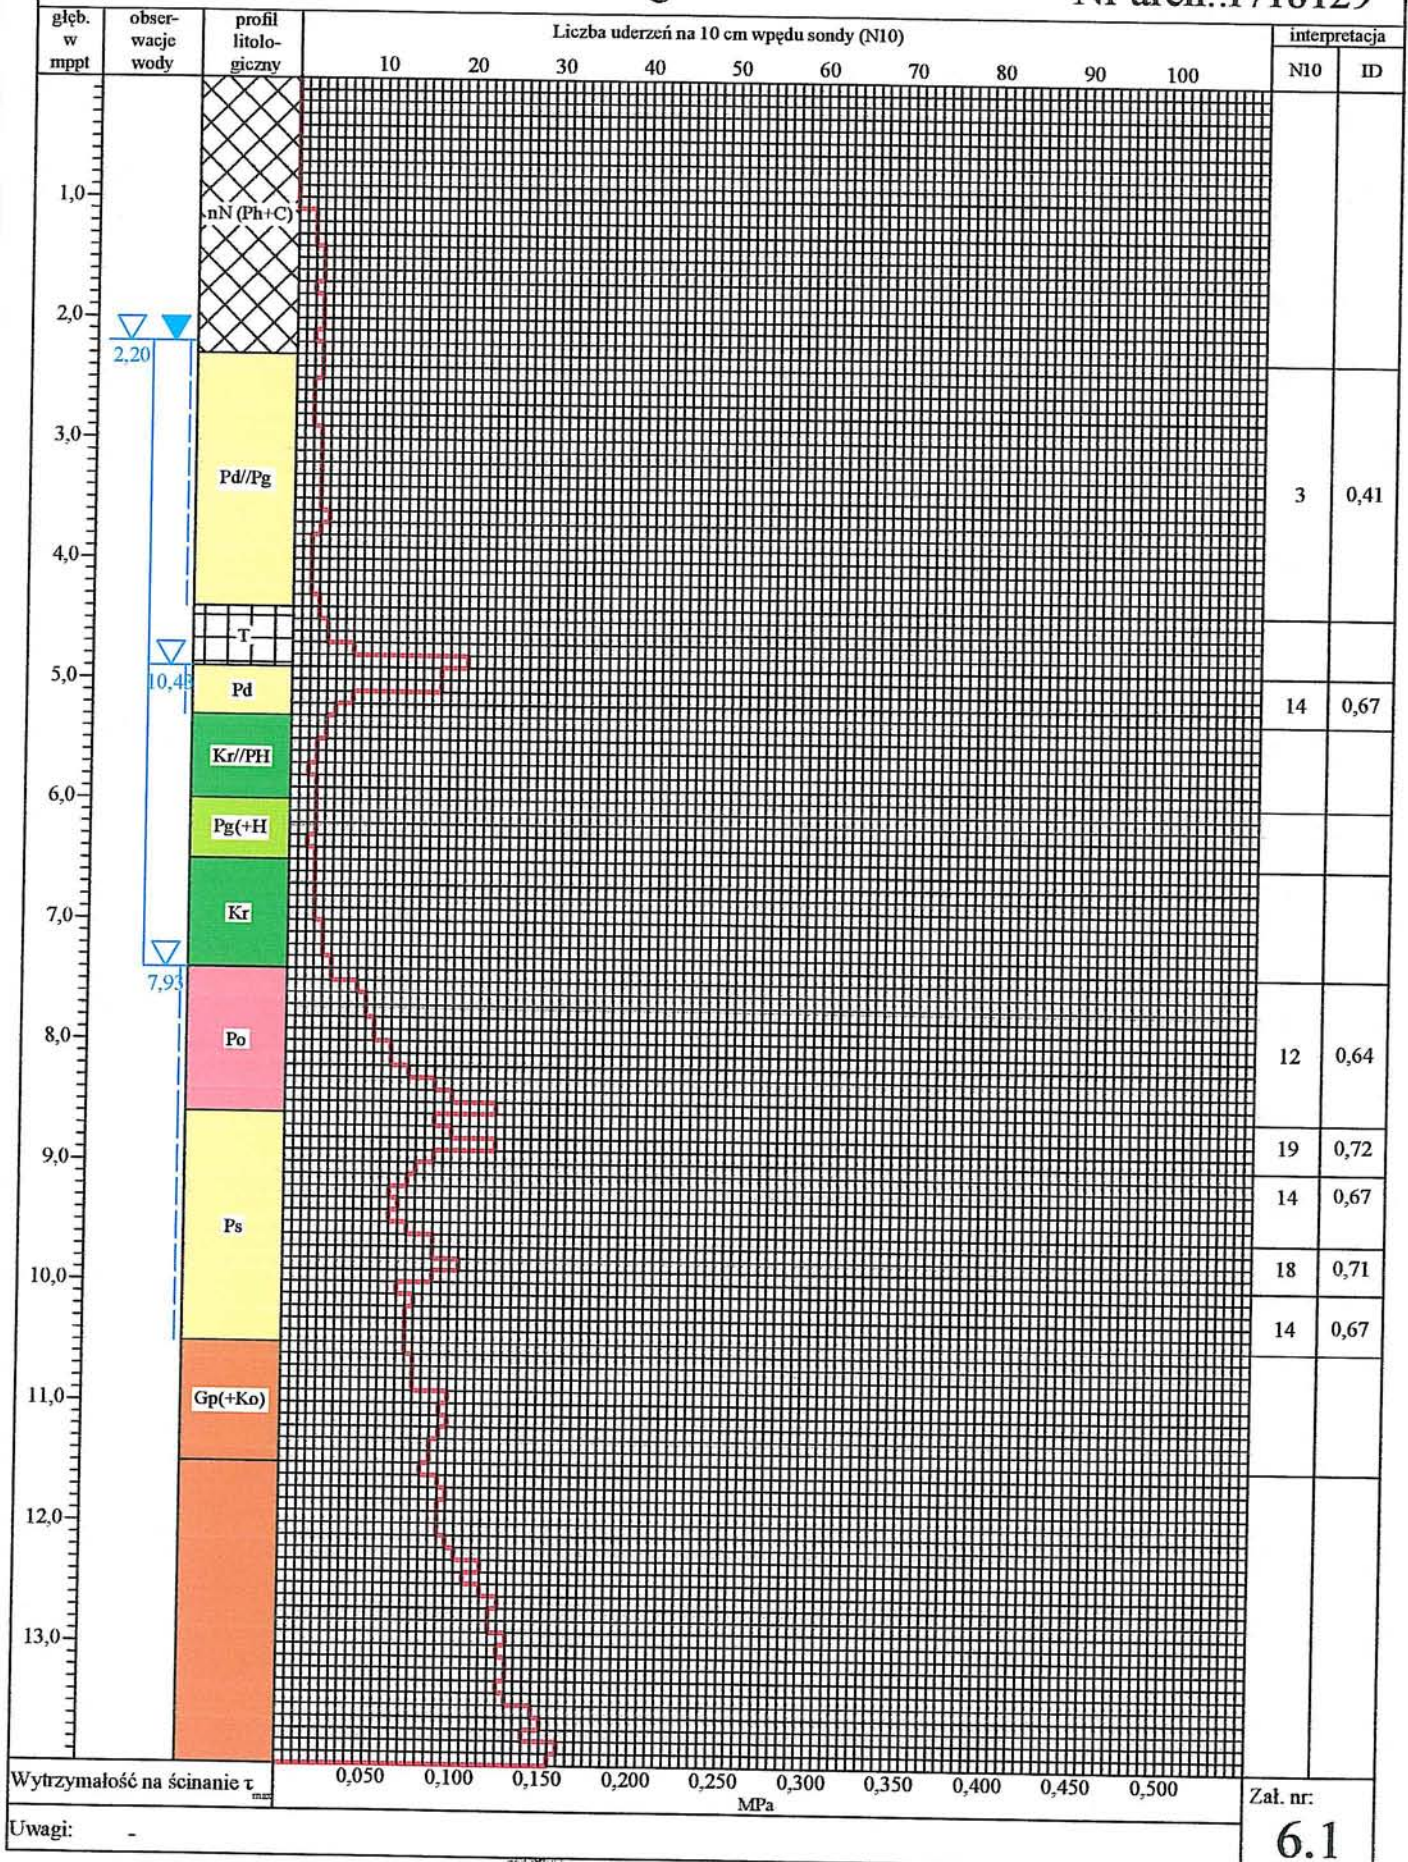 Nr arch.:1718129
głęb. w mppt
obser-wacje wody
profil litolo-giczny
Liczba uderzeń na 10 cm wpędu sondy (N10)
interpretacja
10 20 30 40 50 60 70 80 90 100
N10 ID
1,0
nN (Ph+C)
2,0
2,20
3,0
Pd//Pg
3 0,41
4,0
T
5,0
10,43
Pd
14 0,67
Kr//PH
6,0
Pg(+H
7,0
Kr
7,93
8,0
Po
12 0,64
9,0
19 0,72
14 0,67
Ps
10,0
18 0,71
14 0,67
11,0
Gp(+Ko)
12,0
13,0
Wytrzymałość na ścinanie τ max
0,050 0,100 0,150 0,200 0,250 0,300 0,350 0,400 0,450 0,500
MPa
Zał. nr:
Uwagi: -
6.1